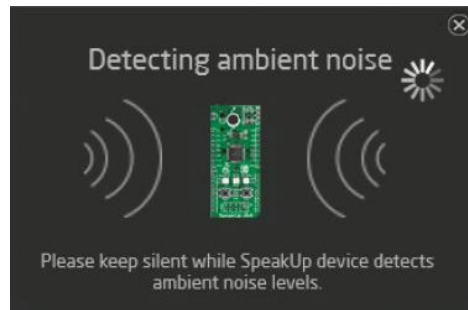 Detecting ambient noise
Please keep silent while SpeakUp device detects
ambient noise levels.